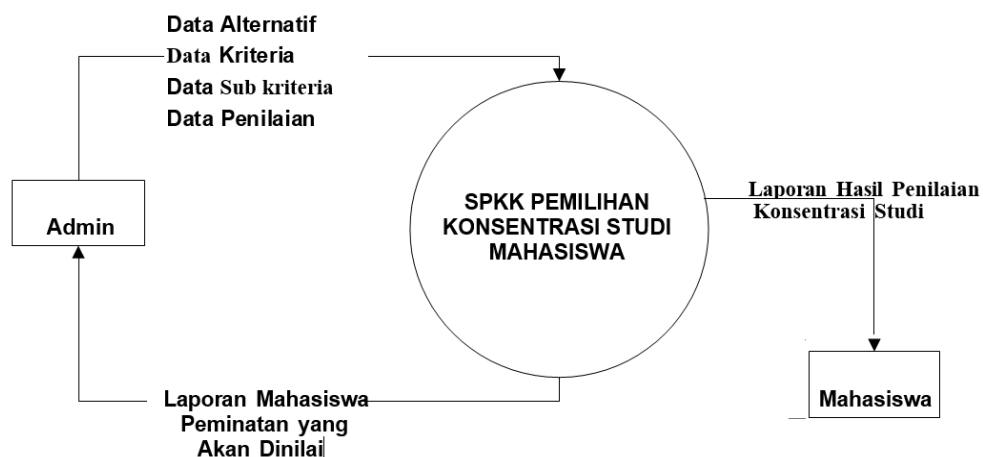 Data Alternatif
Data Kriteria
Data Sub kriteria
Data Penilaian
Admin
SPKK PEMILIHAN
KONSENTRASI STUDI
MAHASISWA
Laporan Hasil Penilaian
Konsentrasi Studi
Mahasiswa
Laporan Mahasiswa
Peminatan yang
Akan Dinilai